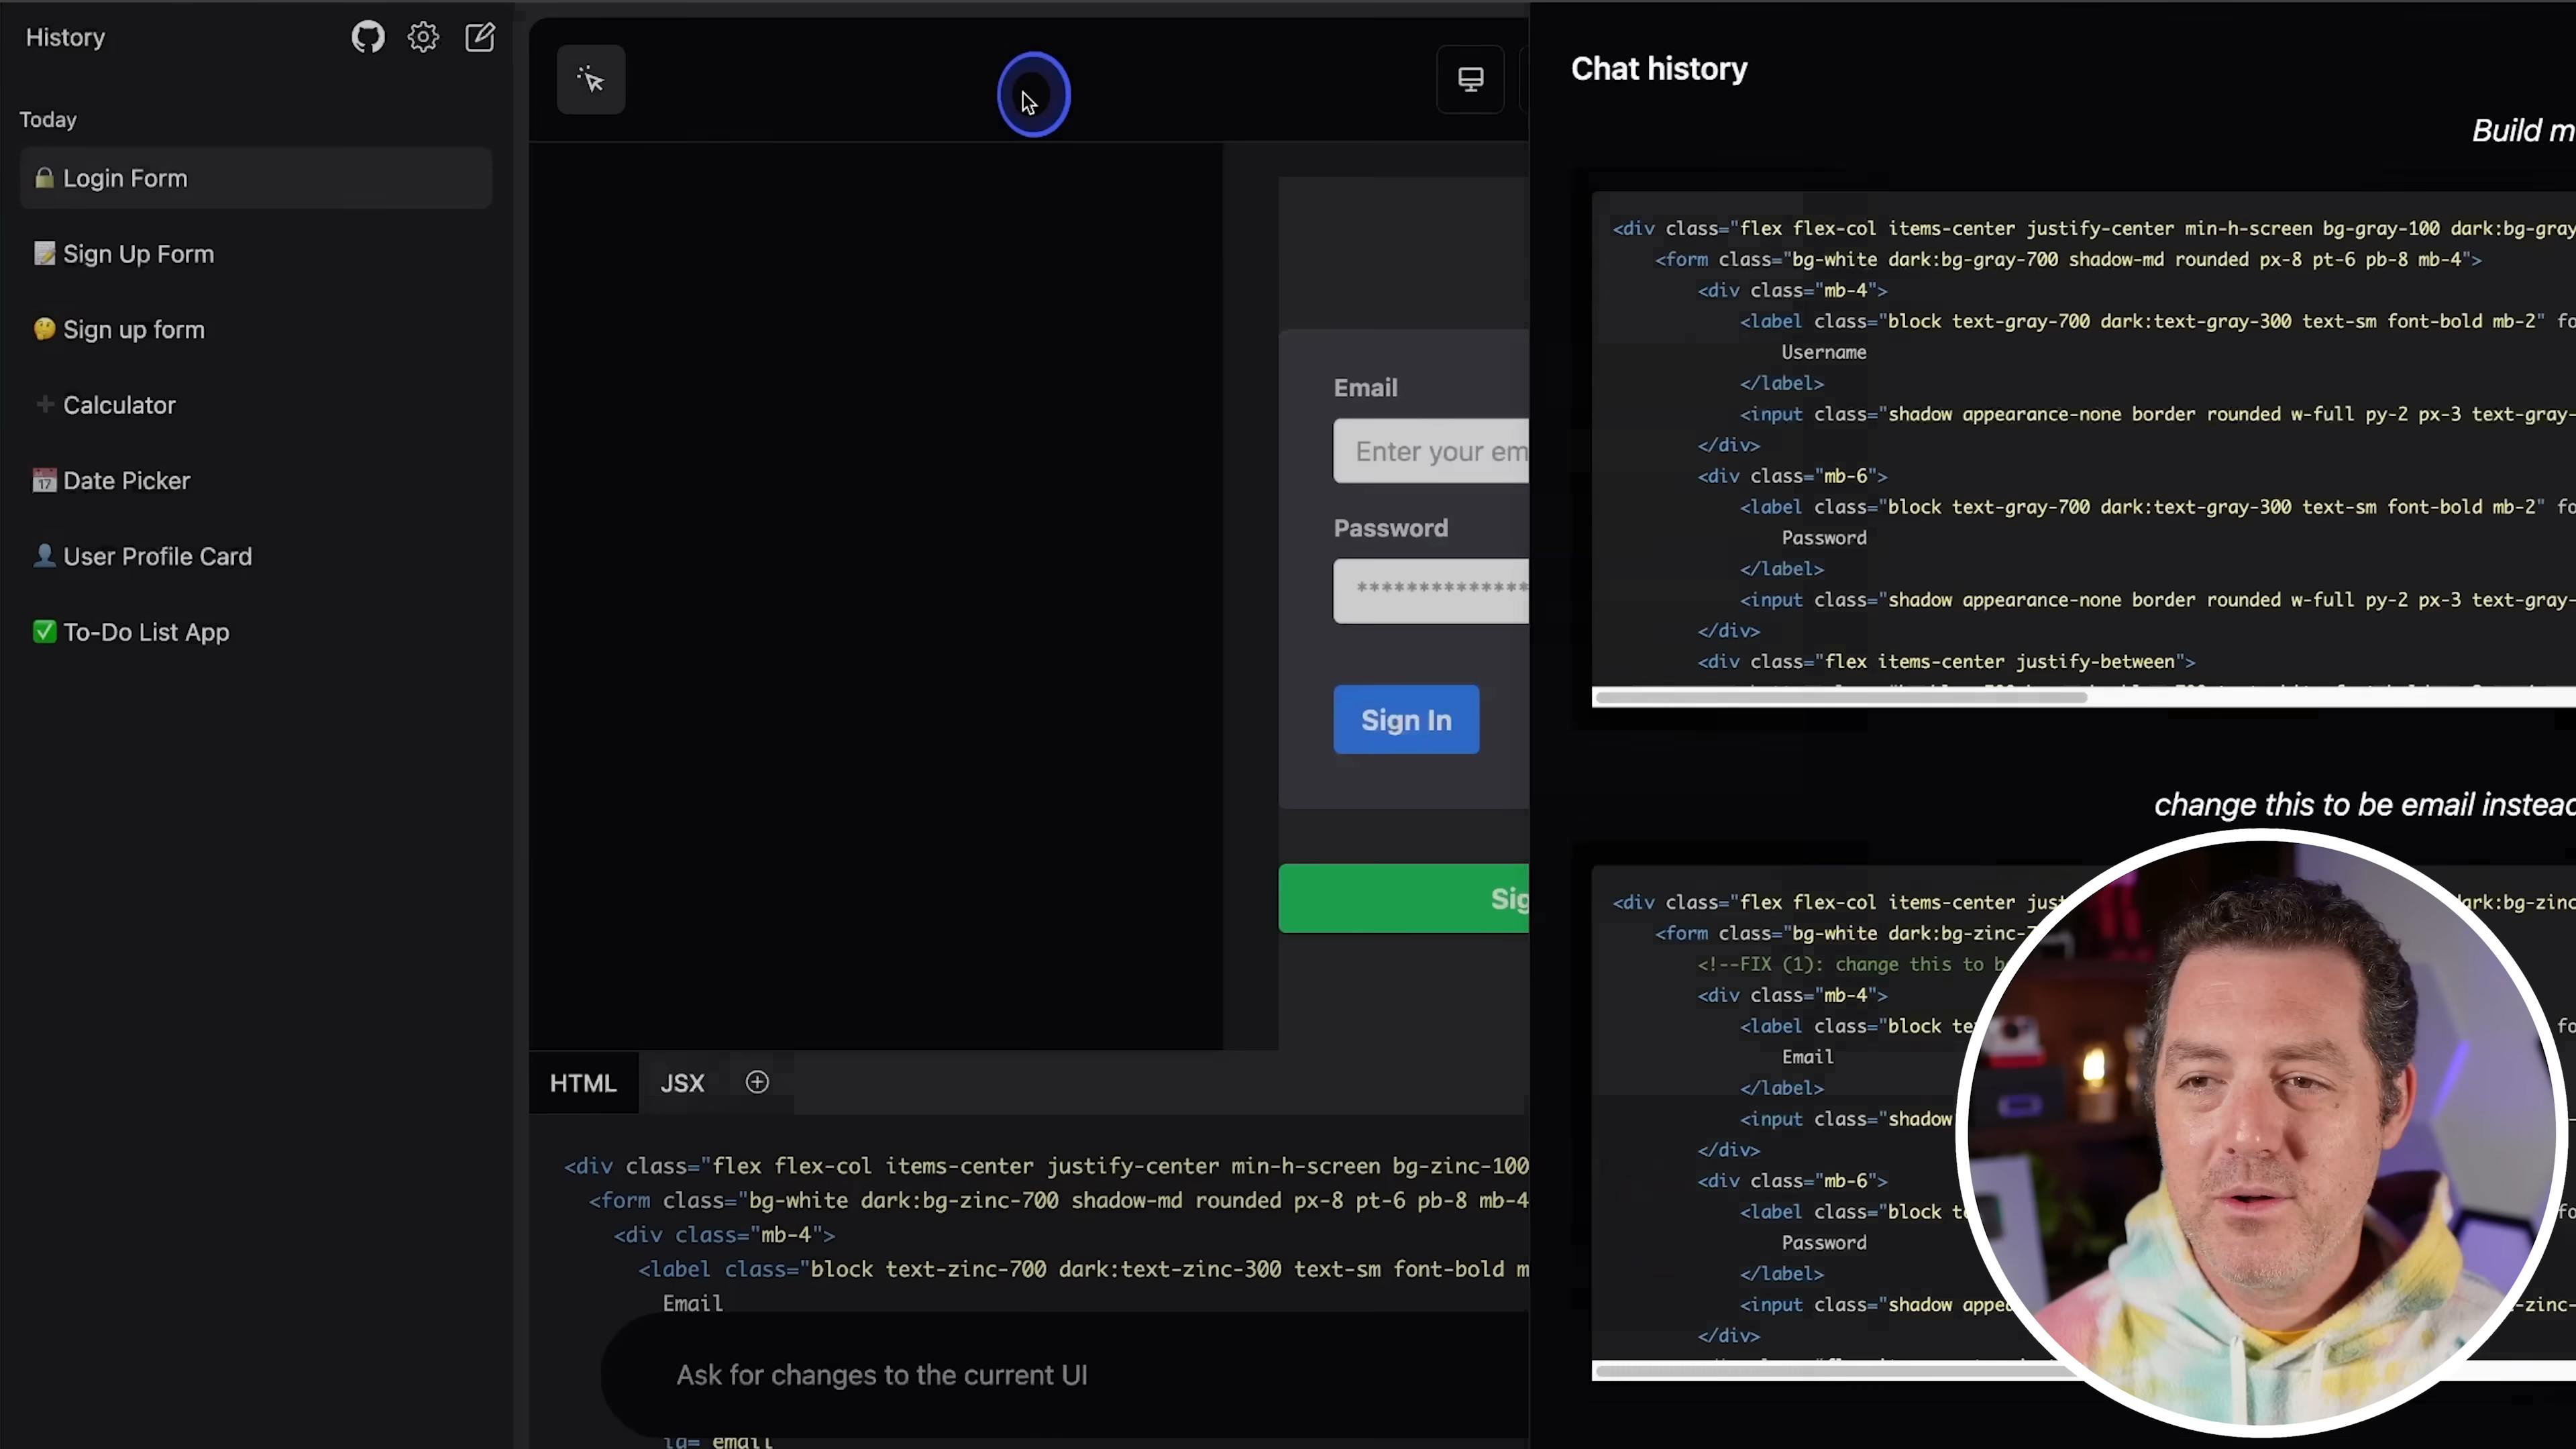 History
Today
🔒 Login Form
📝 Sign Up Form
🤔 Sign up form
➕ Calculator
📅 Date Picker
👤 User Profile Card
✅ To-Do List App
Email
Enter your em
Password
***************
Sign In
Sig
HTML
JSX
<div class="flex flex-col items-center justify-center min-h-screen bg-zinc-100
<form class="bg-white dark:bg-zinc-700 shadow-md rounded px-8 pt-6 pb-8 mb-4
<div class="mb-4">
<label class="block text-zinc-700 dark:text-zinc-300 text-sm font-bold m
Email
Ask for changes to the current UI
id= email
Chat history
Build m
<div class="flex flex-col items-center justify-center min-h-screen bg-gray-100 dark:bg-gray
<form class="bg-white dark:bg-gray-700 shadow-md rounded px-8 pt-6 pb-8 mb-4">
<div class="mb-4">
<label class="block text-gray-700 dark:text-gray-300 text-sm font-bold mb-2" fo
Username
</label>
<input class="shadow appearance-none border rounded w-full py-2 px-3 text-gray-
</div>
<div class="mb-6">
<label class="block text-gray-700 dark:text-gray-300 text-sm font-bold mb-2" fo
Password
</label>
<input class="shadow appearance-none border rounded w-full py-2 px-3 text-gray-
</div>
<div class="flex items-center justify-between">
change this to be email instead
<div class="flex flex-col items-center jus dark:bg-zinc
<form class="bg-white dark:bg-zinc-7
<!--FIX (1): change this to b
<div class="mb-4">
<label class="block te fo
Email
</label>
<input class="shadow
</div>
<div class="mb-6">
<label class="block t fo
Password
</label>
<input class="shadow appe -zinc-
</div>